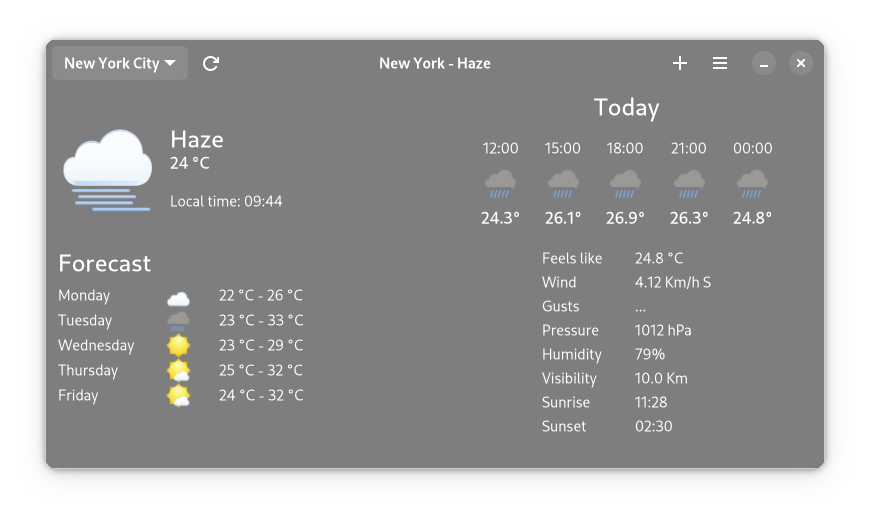 New York City
New York - Haze
Haze
24 °C
Local time: 09:44
Today
12:00 15:00 18:00 21:00 00:00
24.3° 26.1° 26.9° 26.3° 24.8°
Forecast
Monday 22 °C - 26 °C
Tuesday 23 °C - 33 °C
Wednesday 23 °C - 29 °C
Thursday 25 °C - 32 °C
Friday 24 °C - 32 °C
Feels like 24.8 °C
Wind 4.12 Km/h S
Gusts ...
Pressure 1012 hPa
Humidity 79%
Visibility 10.0 Km
Sunrise 11:28
Sunset 02:30